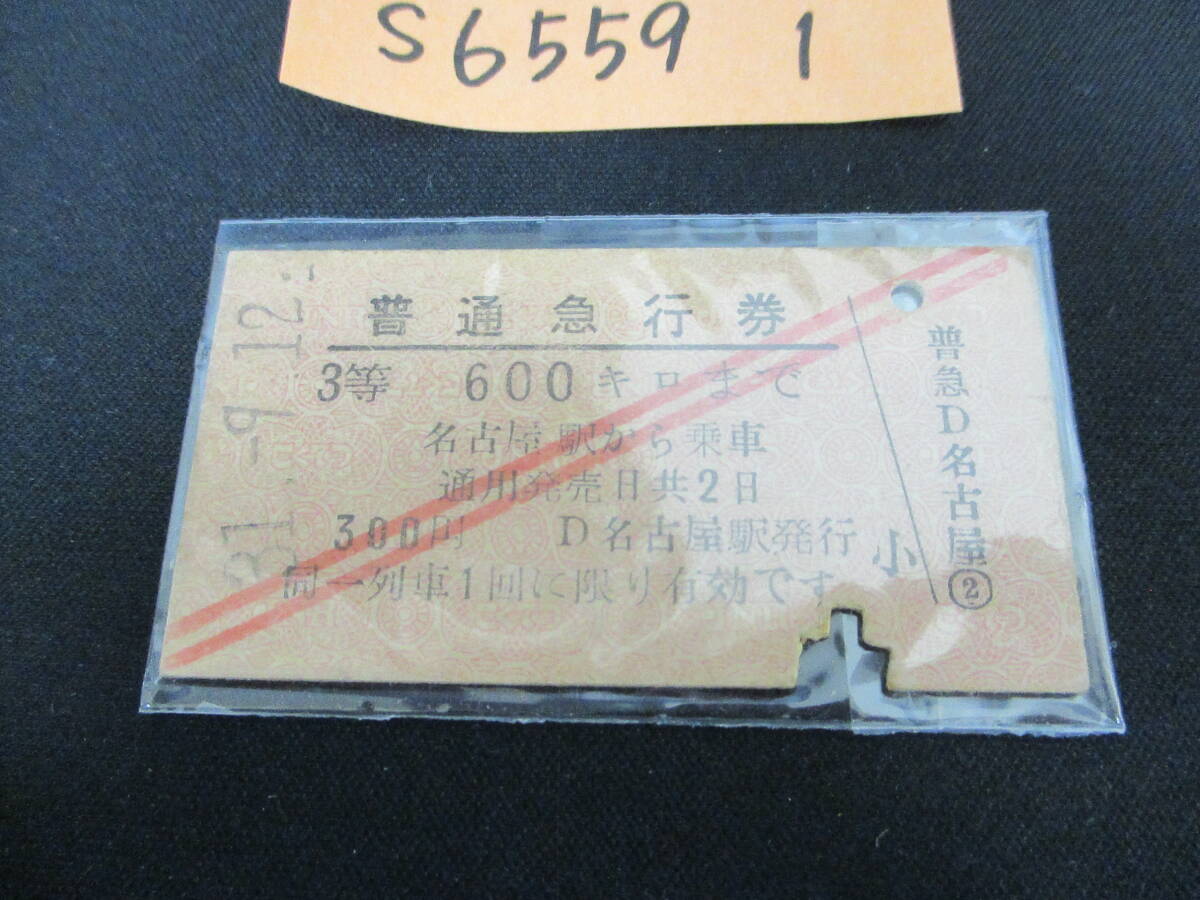 S6559 1
普通急行券
3等 600キロまで
名古屋駅から乗車
通用発売日共2日
300円 D名古屋駅発行
同一列車1回に限り有効です
小
普急D名古屋②
31.-9.12